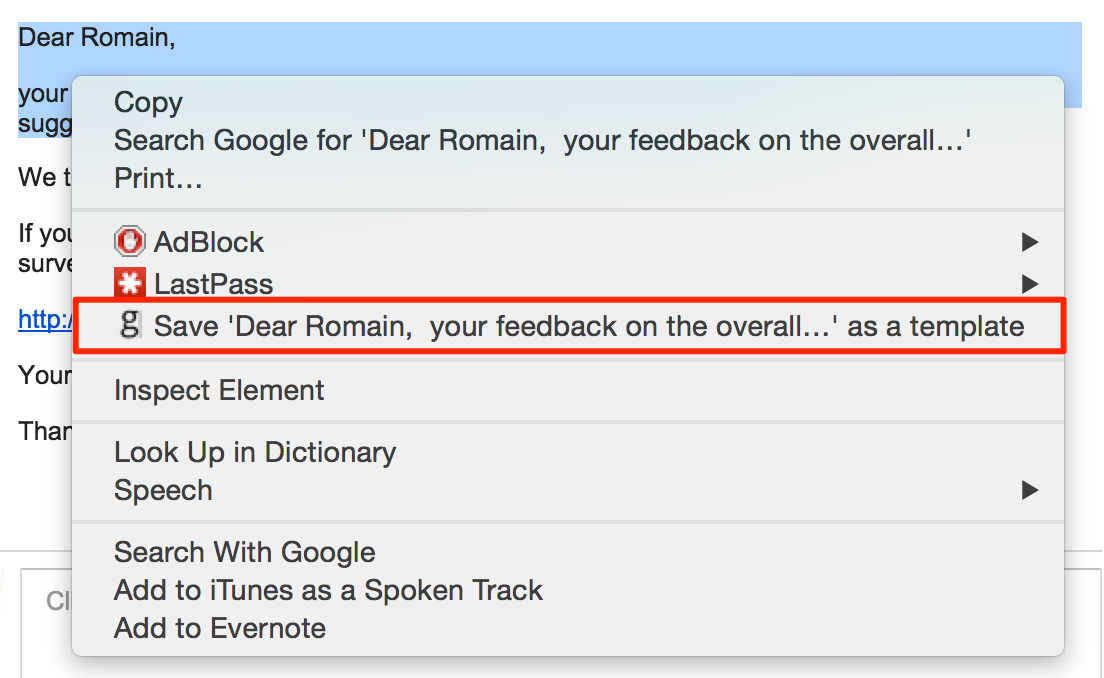 Dear Romain,
your
sugg
Copy
Search Google for 'Dear Romain,  your feedback on the overall…'
Print…
We t
If you
surve
AdBlock
LastPass
http:/
g Save 'Dear Romain,  your feedback on the overall…' as a template
Your
Inspect Element
Than
Look Up in Dictionary
Speech
Search With Google
Add to iTunes as a Spoken Track
Cli
Add to Evernote